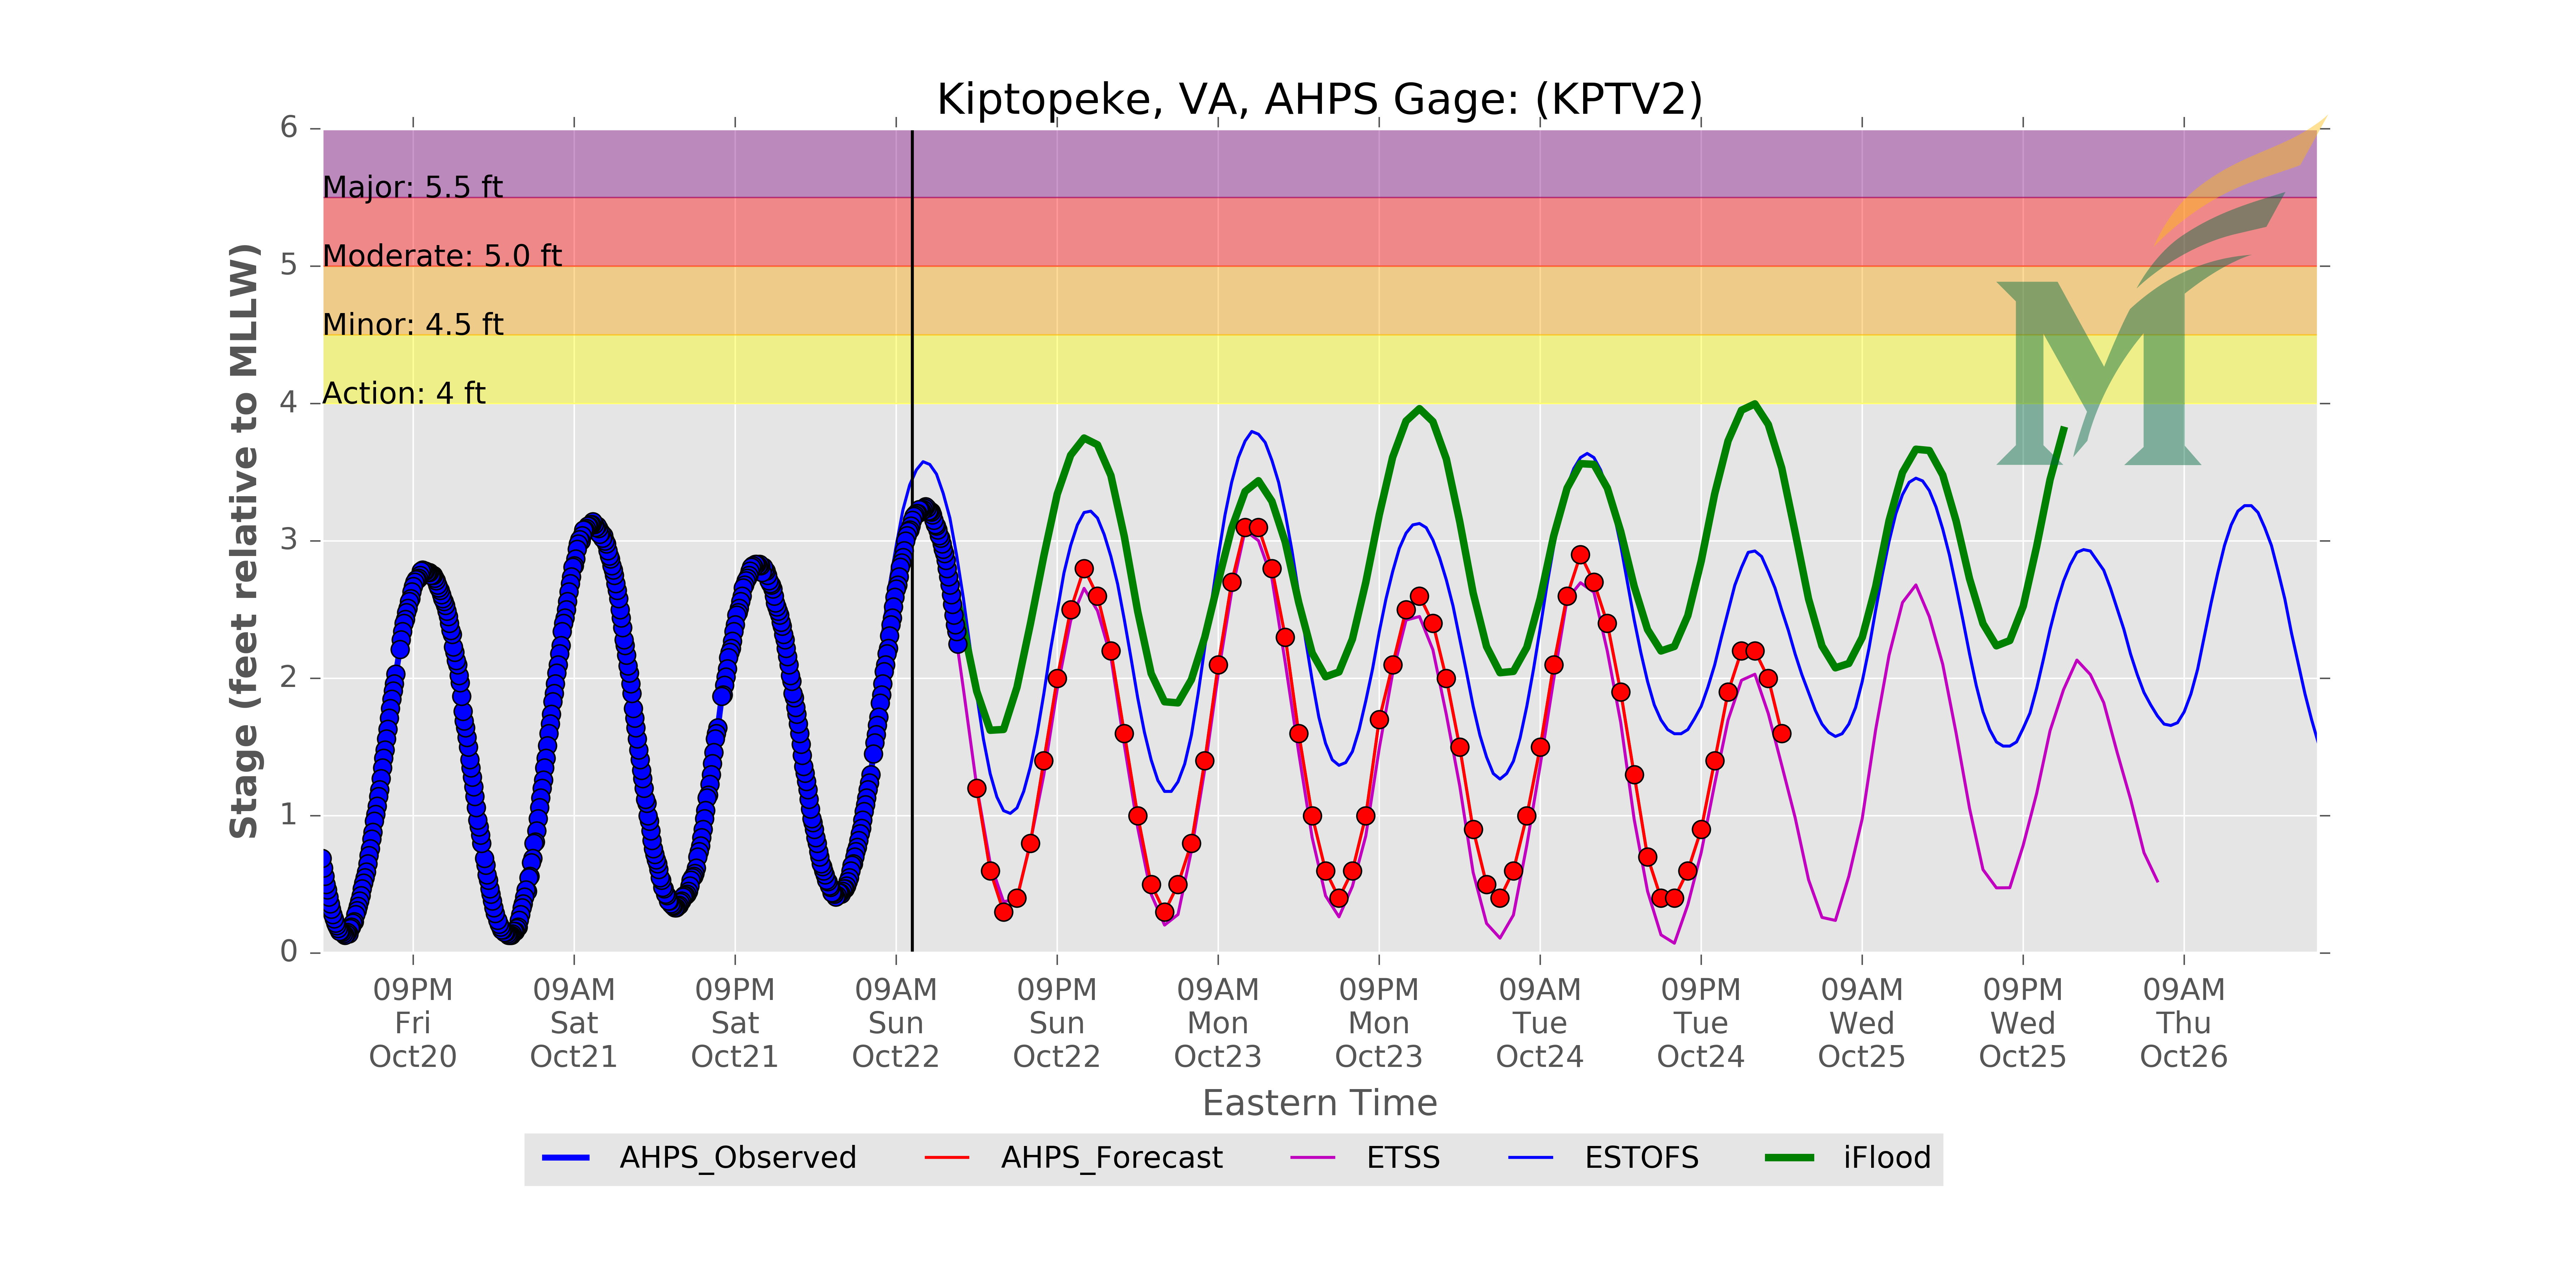 Kiptopeke, VA, AHPS Gage: (KPTV2)
Stage (feet relative to MLLW)
6
5
4
3
2
1
0
Major: 5.5 ft
Moderate: 5.0 ft
Minor: 4.5 ft
Action: 4 ft
M
09PM 09AM 09PM 09AM 09PM 09AM 09PM 09AM 09PM 09AM 09PM 09AM
Fri Sat Sat Sun Sun Mon Mon Tue Tue Wed Wed Thu
Oct20 Oct21 Oct21 Oct22 Oct22 Oct23 Oct23 Oct24 Oct24 Oct25 Oct25 Oct26
Eastern Time
AHPS_Observed AHPS_Forecast ETSS ESTOFS iFlood